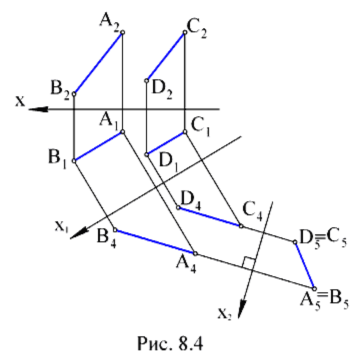 A₂ C₂
B₂ D₂
x A₁ C₁
B₁ D₁
x₁ B₄ D₄ C₄
A₄ D₅=C₅
x₂ A₅=B₅
Рис. 8.4